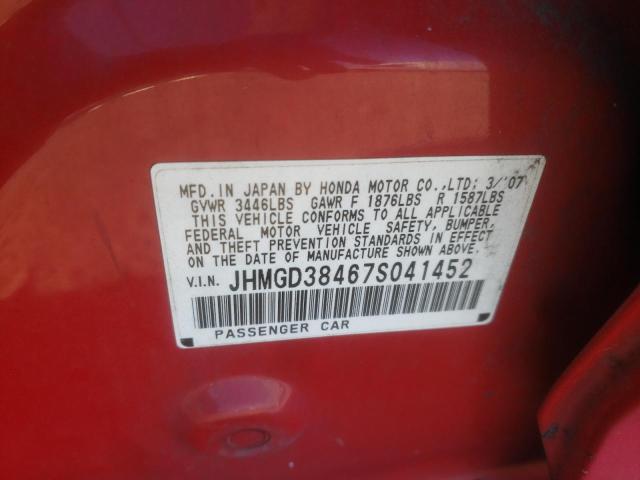 MFD. IN JAPAN BY HONDA MOTOR CO.,LTD: 3/'07
GVWR 3446LBS GAWR F 1876LBS R 1587LBS
THIS VEHICLE CONFORMS TO ALL APPLICABLE
FEDERAL MOTOR VEHICLE SAFETY, BUMPER,
AND THEFT PREVENTION STANDARDS IN EFFECT
ON THE DATE OF MANUFACTURE SHOWN ABOVE.
V.I.N. JHMGD38467S041452
PASSENGER CAR